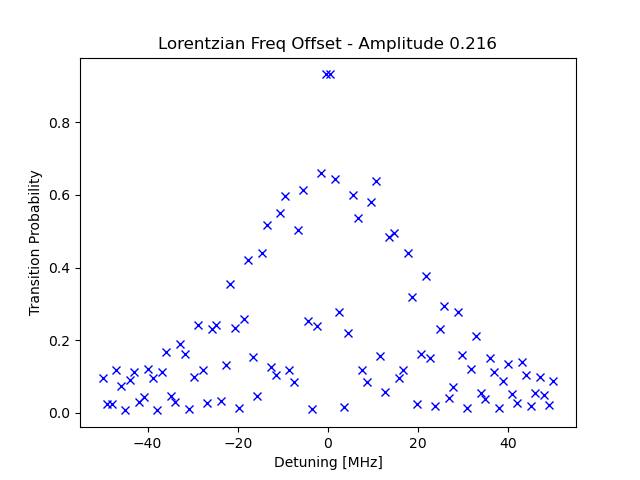 Lorentzian Freq Offset - Amplitude 0.216
0.8
0.6
0.4
0.2
0.0
Transition Probability
−40 −20 0 20 40
Detuning [MHz]